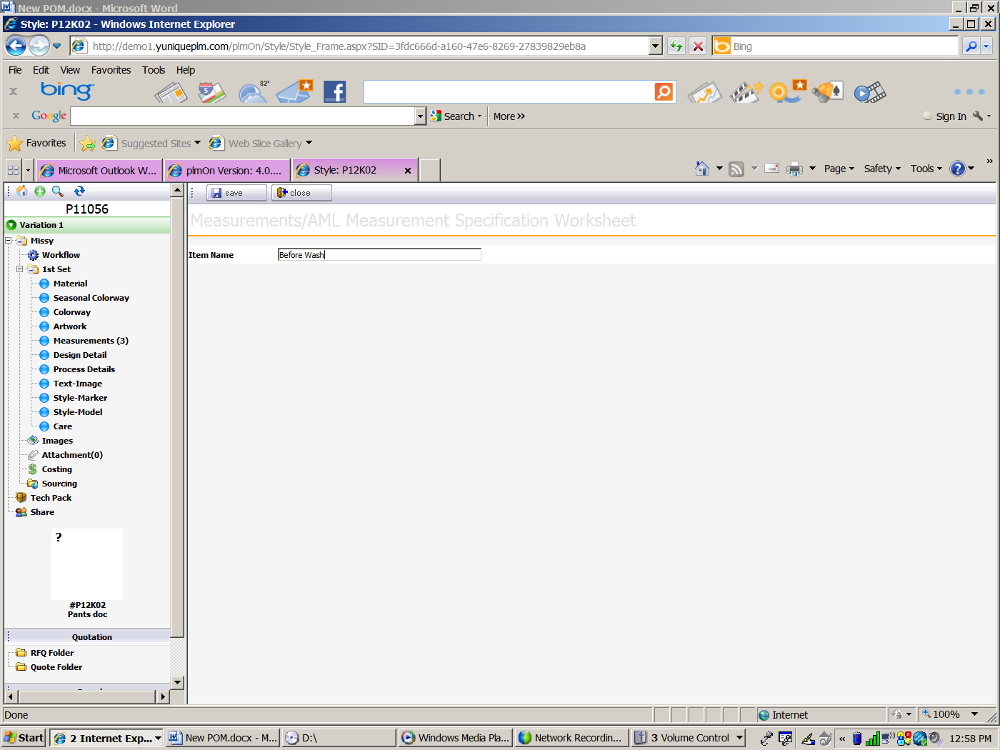 New POM.docx - Microsoft Word
Style: P12K02 - Windows Internet Explorer
http://demo1.yuniqueplm.com/plmOn/Style/Style_Frame.aspx?SID=3fdc666d-a160-47e6-8269-27839829eb8a
Bing
File Edit View Favorites Tools Help
x bing 82°
x Google Search More »
Sign In
Favorites Suggested Sites Web Slice Gallery
Microsoft Outlook W...
plmOn Version: 4.0....
Style: P12K02
Page Safety Tools »
save close
P11056
Measurements/AML Measurement Specification Worksheet
Variation 1
Item Name Before Wash
Missy
Workflow
1st Set
Material
Seasonal Colorway
Colorway
Artwork
Measurements (3)
Design Detail
Process Details
Text-Image
Style-Marker
Style-Model
Care
Images
Attachment(0)
Costing
Sourcing
Tech Pack
Share
?
#P12K02
Pants doc
Quotation
RFQ Folder
Quote Folder
Done Internet 100%
Start 2 Internet Exp... New POM.docx - M... D:\ Windows Media Pla... Network Recordin... 3 Volume Control « 12:58 PM